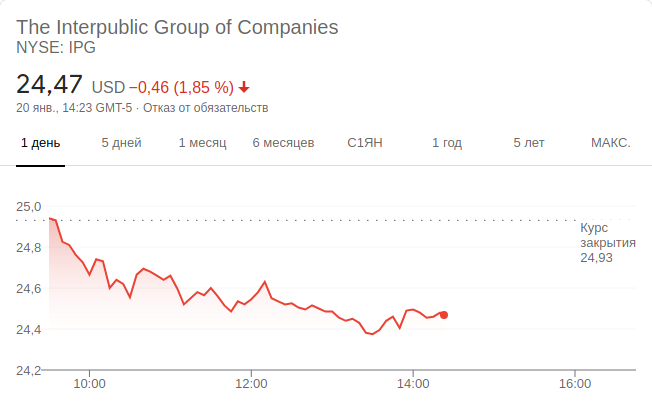 The Interpublic Group of Companies
NYSE: IPG
24,47 USD −0,46 (1,85 %)
20 янв., 14:23 GMT-5 · Отказ от обязательств
1 день 5 дней 1 месяц 6 месяцев С1ЯН 1 год 5 лет МАКС.
25,0
Курс
закрытия
24,93
24,8
24,6
24,4
24,2
10:00 12:00 14:00 16:00